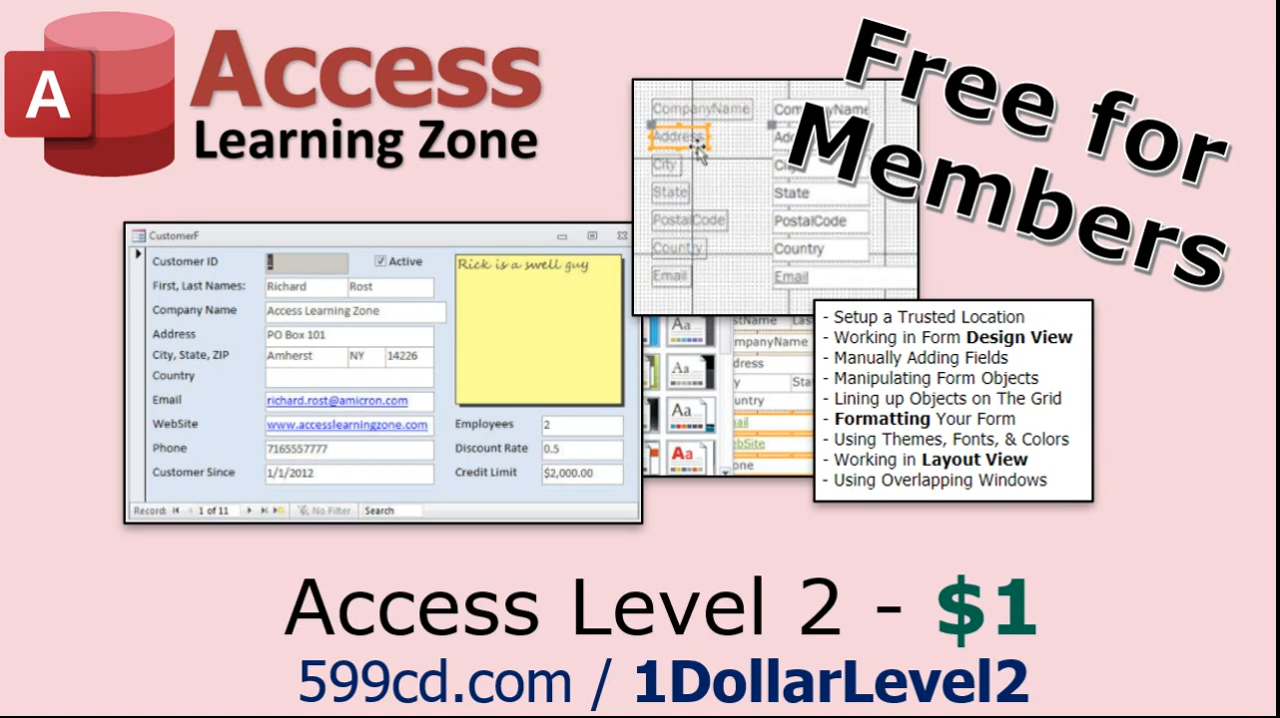 A
Access
Learning Zone
Free for
Members
CompanyName CompanyName
Address
City
State State
PostalCode PostalCode
Country Country
Email Email
CustomerF
Customer ID Active
First, Last Names: Richard Rost
Company Name Access Learning Zone
Address PO Box 101
City, State, ZIP Amherst NY 14226
Country
Email richard.rost@amicron.com
WebSite www.accesslearningzone.com
Phone 7165557777
Customer Since 1/1/2012
Rick is a swell guy
Employees 2
Discount Rate 0.5
Credit Limit $2,000.00
Record: 1 of 11 No Filter Search
Aa
Aa
Aa
Aa
- Setup a Trusted Location
- Working in Form Design View
- Manually Adding Fields
- Manipulating Form Objects
- Lining up Objects on The Grid
- Formatting Your Form
- Using Themes, Fonts, & Colors
- Working in Layout View
- Using Overlapping Windows
Access Level 2 - $1
599cd.com / 1DollarLevel2